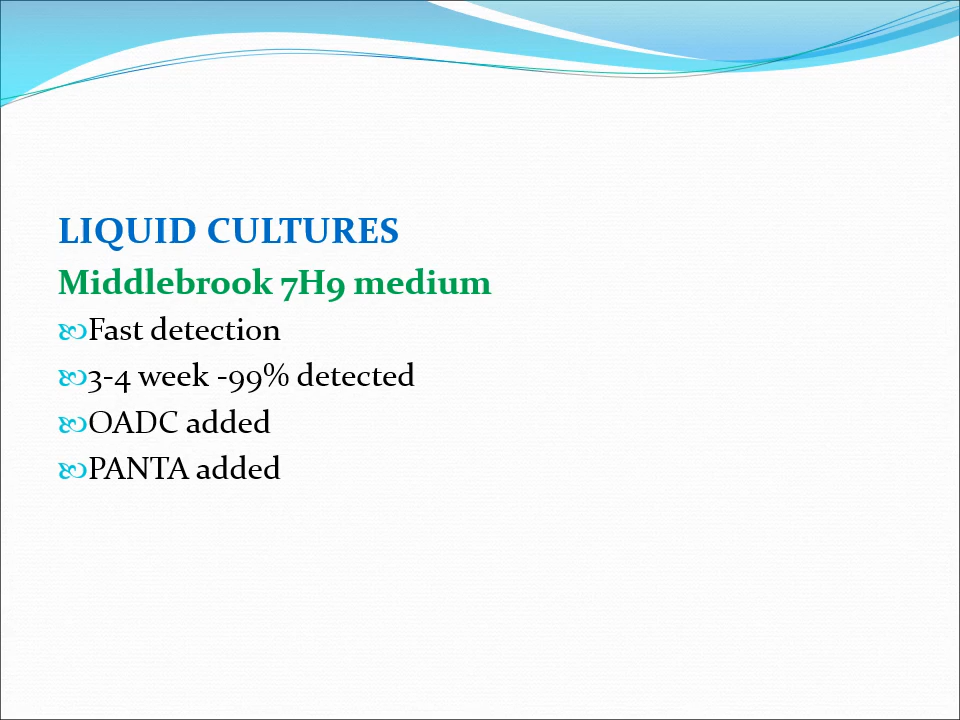 LIQUID CULTURES
Middlebrook 7H9 medium
Fast detection
3-4 week -99% detected
OADC added
PANTA added